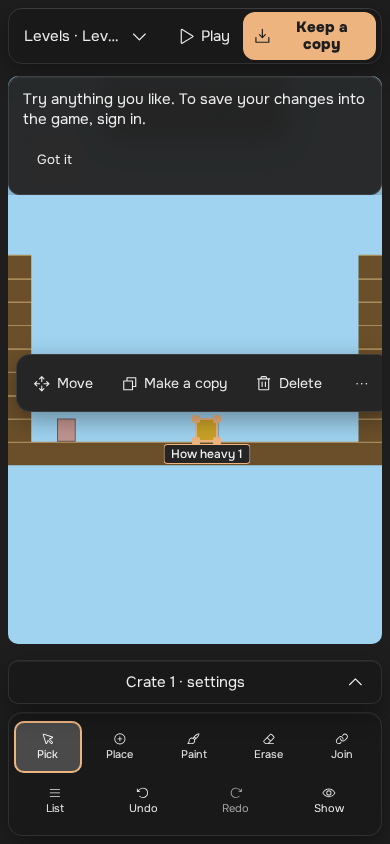 Levels · Lev...
Play
Keep a
copy
Try anything you like. To save your changes into
the game, sign in.
Got it
Move
Make a copy
Delete
...
How heavy 1
Crate 1 · settings
Pick
Place
Paint
Erase
Join
List
Undo
Redo
Show